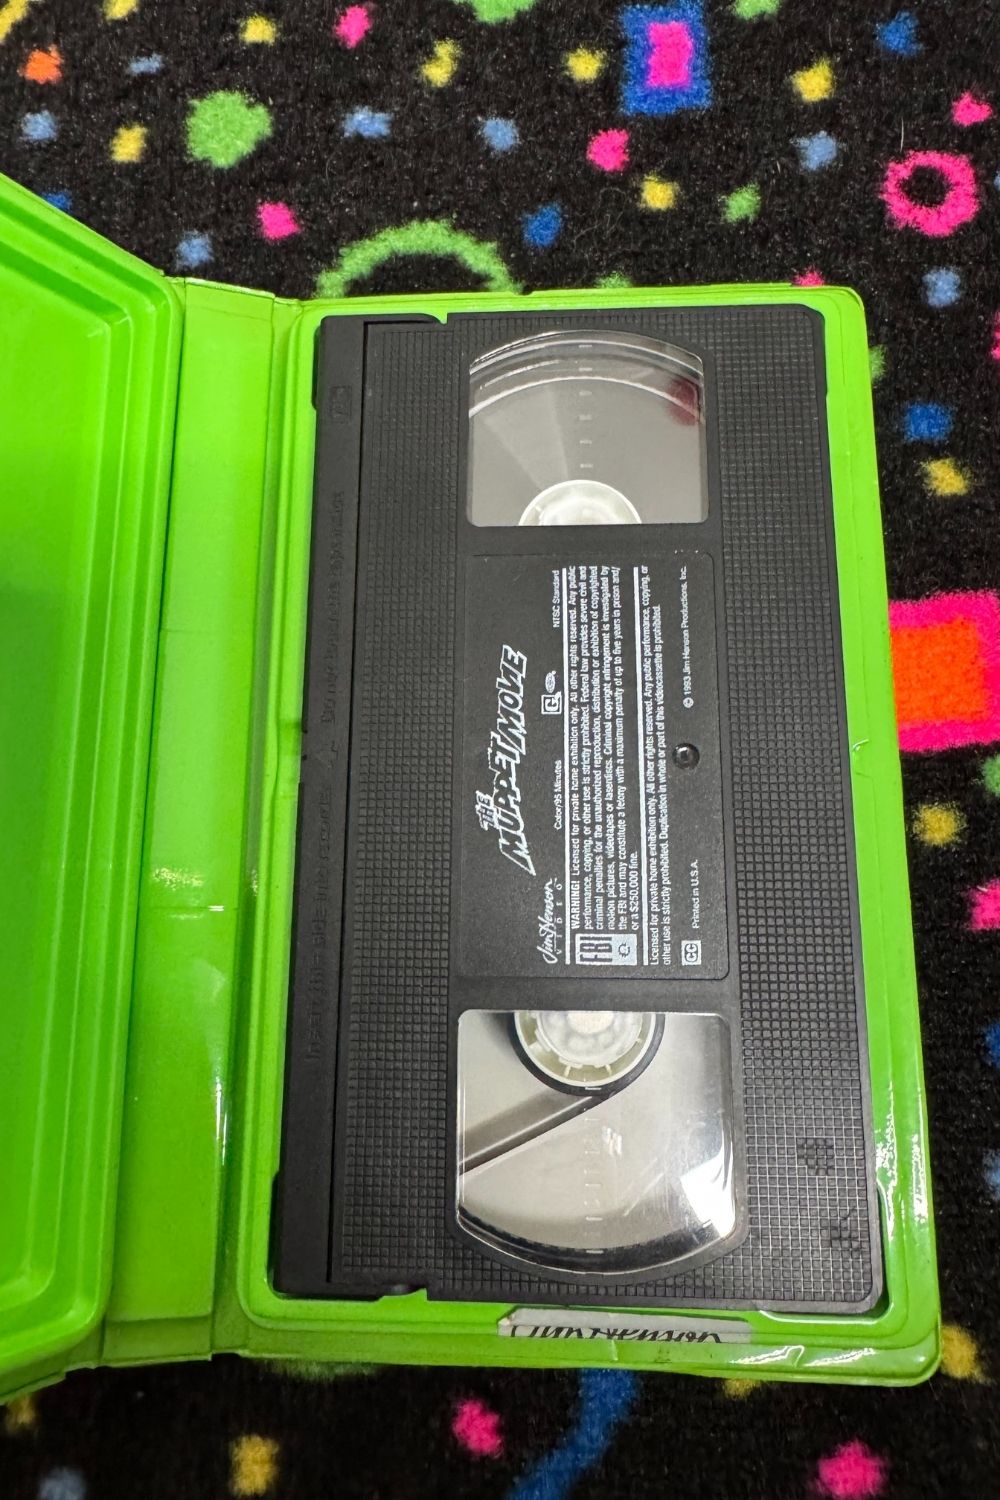 THE
MUPPET MOVIE
Color/95 Minutes
G
NTSC Standard
Jim Henson
VIDEO
WARNING! Licensed for private home exhibition only. All other rights reserved. Any public
performance, copying, or other use is strictly prohibited. Federal law provides severe civil and
criminal penalties for the unauthorized reproduction, distribution or exhibition of copyrighted
motion pictures, videotapes or laserdiscs. Criminal copyright infringement is investigated by
the FBI and may constitute a felony with a maximum penalty of up to five years in prison and/
or a $250,000 fine.
FBI
Licensed for private home exhibition only. All other rights reserved. Any public performance, copying, or
other use is strictly prohibited. Duplication in whole or part of this videocassette is prohibited.
CC
Printed in U.S.A.
© 1993 Jim Henson Productions, Inc.
Jim Henson